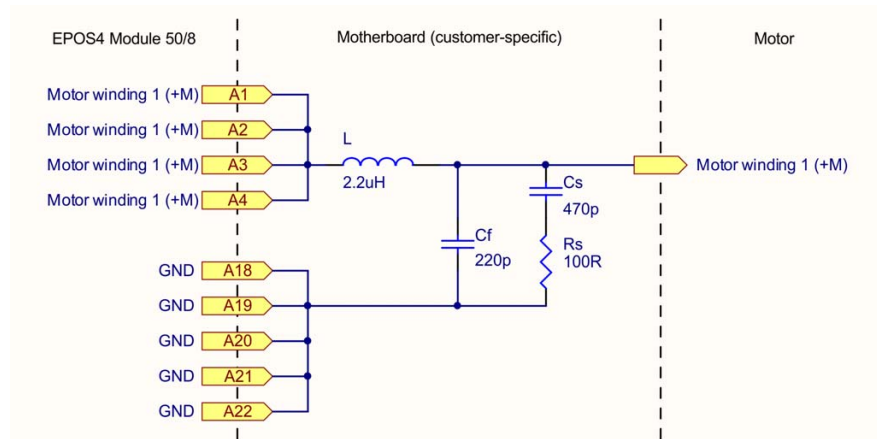 EPOS4 Module 50/8
Motherboard (customer-specific)
Motor
Motor winding 1 (+M) A1
Motor winding 1 (+M) A2
L
Motor winding 1 (+M) A3
Motor winding 1 (+M)
2.2uH
Cs
Motor winding 1 (+M) A4
470p
Cf
220p
Rs
100R
GND A18
GND A19
GND A20
GND A21
GND A22